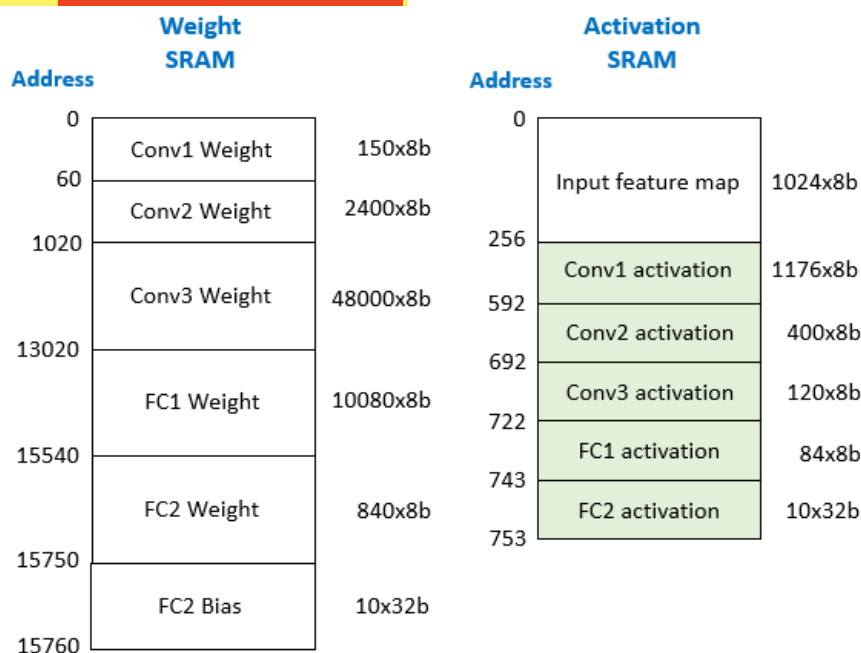 Weight
SRAM
Address
0
Conv1 Weight 150x8b
60
Conv2 Weight 2400x8b
1020
Conv3 Weight 48000x8b
13020
FC1 Weight 10080x8b
15540
FC2 Weight 840x8b
15750
FC2 Bias 10x32b
15760
Activation
SRAM
Address
0
Input feature map 1024x8b
256
Conv1 activation 1176x8b
592
Conv2 activation 400x8b
692
Conv3 activation 120x8b
722
FC1 activation 84x8b
743
FC2 activation 10x32b
753